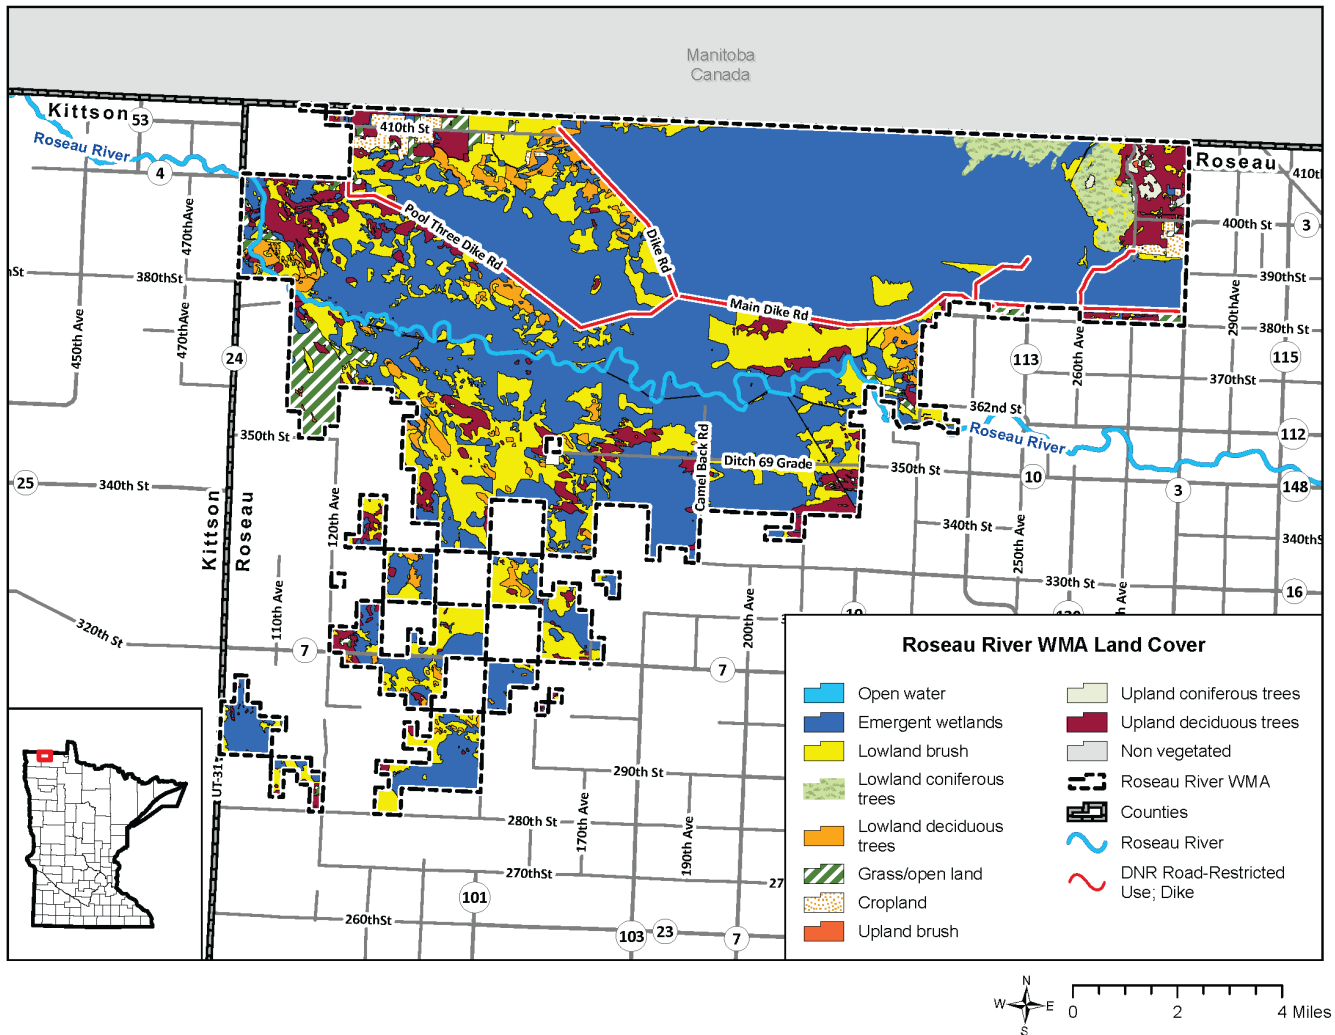 Manitoba
Canada
Kittson
53
410th St
Roseau River
4
Roseau
410th
470thAve
400th St
3
Pool Three Dike Rd
Dike Rd
380thSt
390thSt
Main Dike Rd
290thAve
450th Ave
470thAve
24
380th St
113
260th Ave
115
370thSt
362nd St
Roseau River
112
350th St
Camel Back Rd
Ditch 69 Grade
350th St
10
148
25
340th St
3
Kittson
Roseau
120th Ave
340th St
250th Ave
340thS
330th St
16
110th Ave
200th Ave
320th St
7
7
UT-31
290th St
280th St
170th Ave
190th Ave
270thSt
27
101
260thSt
103
23
7
Roseau River WMA Land Cover
Open water
Emergent wetlands
Lowland brush
Lowland coniferous
trees
Lowland deciduous
trees
Grass/open land
Cropland
Upland brush
Upland coniferous trees
Upland deciduous trees
Non vegetated
Roseau River WMA
Counties
Roseau River
DNR Road-Restricted
Use; Dike
N
W E
S
0 2 4 Miles